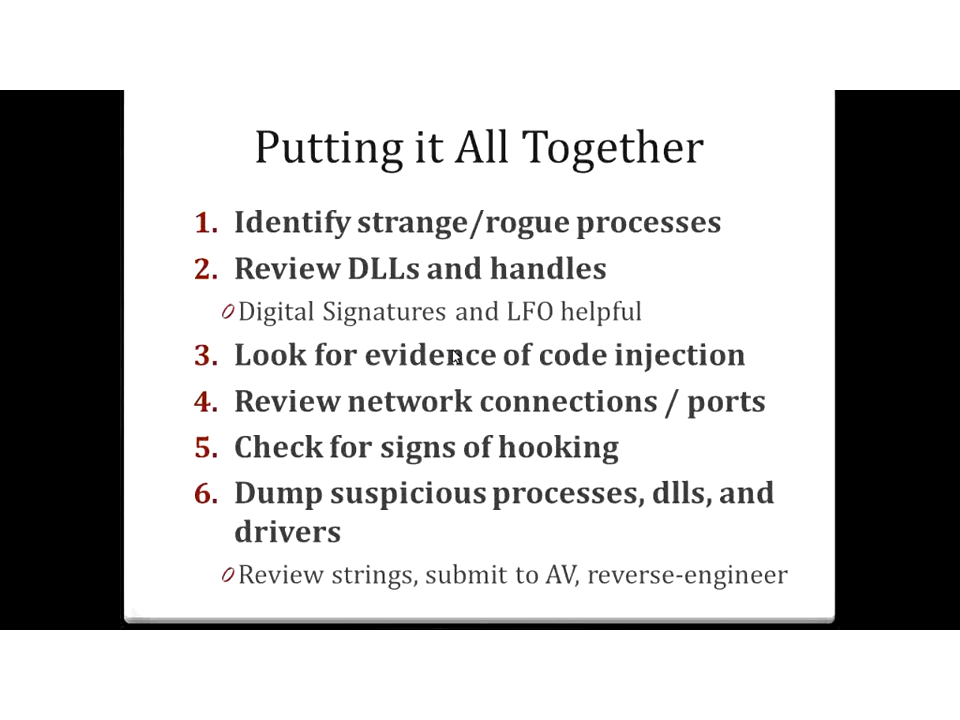 Putting it All Together
1. Identify strange/rogue processes
2. Review DLLs and handles
Digital Signatures and LFO helpful
3. Look for evidence of code injection
4. Review network connections / ports
5. Check for signs of hooking
6. Dump suspicious processes, dlls, and
drivers
Review strings, submit to AV, reverse-engineer